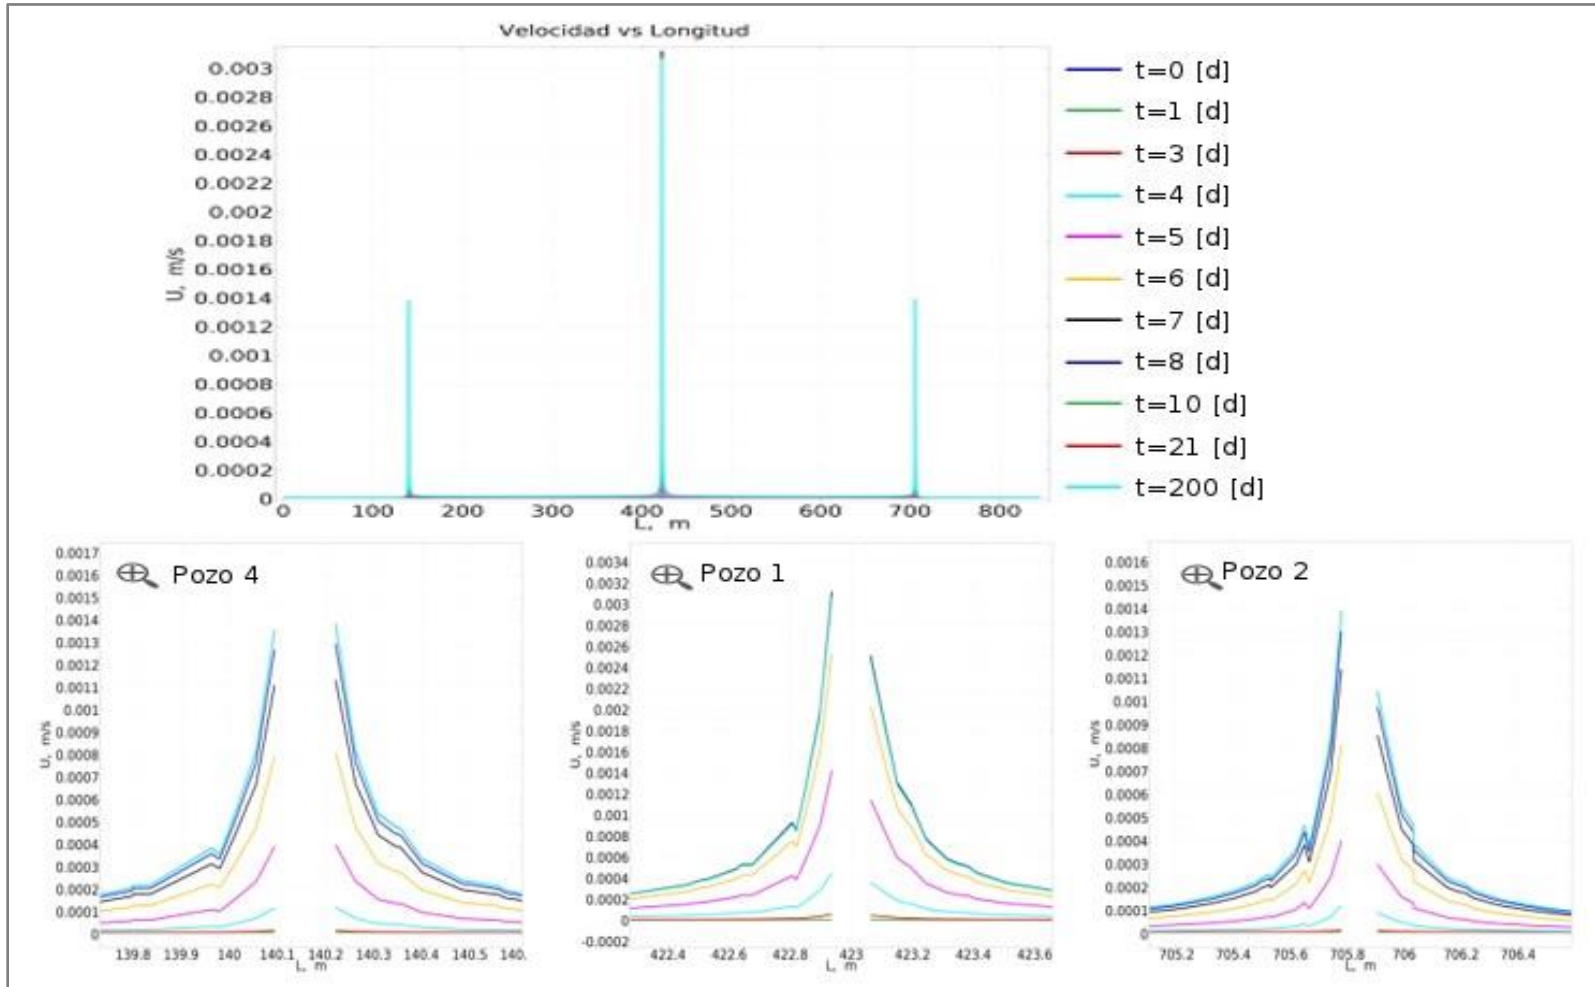 Velocidad vs Longitud
0.003
0.0028
0.0026
0.0024
0.0022
0.002
0.0018
0.0016
0.0014
0.0012
0.001
0.0008
0.0006
0.0004
0.0002
0
U, m/s
0 100 200 300 400 500 600 700 800
L, m
t=0 [d]
t=1 [d]
t=3 [d]
t=4 [d]
t=5 [d]
t=6 [d]
t=7 [d]
t=8 [d]
t=10 [d]
t=21 [d]
t=200 [d]
Pozo 4
0.0017
0.0016
0.0015
0.0014
0.0013
0.0012
0.0011
0.001
0.0009
0.0008
0.0007
0.0006
0.0005
0.0004
0.0003
0.0002
0.0001
0
U, m/s
139.8 139.9 140 140.1 140.2 140.3 140.4 140.5 140.
L, m
Pozo 1
0.0034
0.0032
0.003
0.0028
0.0026
0.0024
0.0022
0.002
0.0018
0.0016
0.0014
0.0012
0.001
0.0008
0.0006
0.0004
0.0002
0
-0.0002
U, m/s
422.4 422.6 422.8 423 423.2 423.4 423.6
L, m
Pozo 2
0.0016
0.0015
0.0014
0.0013
0.0012
0.0011
0.001
0.0009
0.0008
0.0007
0.0006
0.0005
0.0004
0.0003
0.0002
0.0001
0
U, m/s
705.2 705.4 705.6 705.8 706 706.2 706.4
L, m